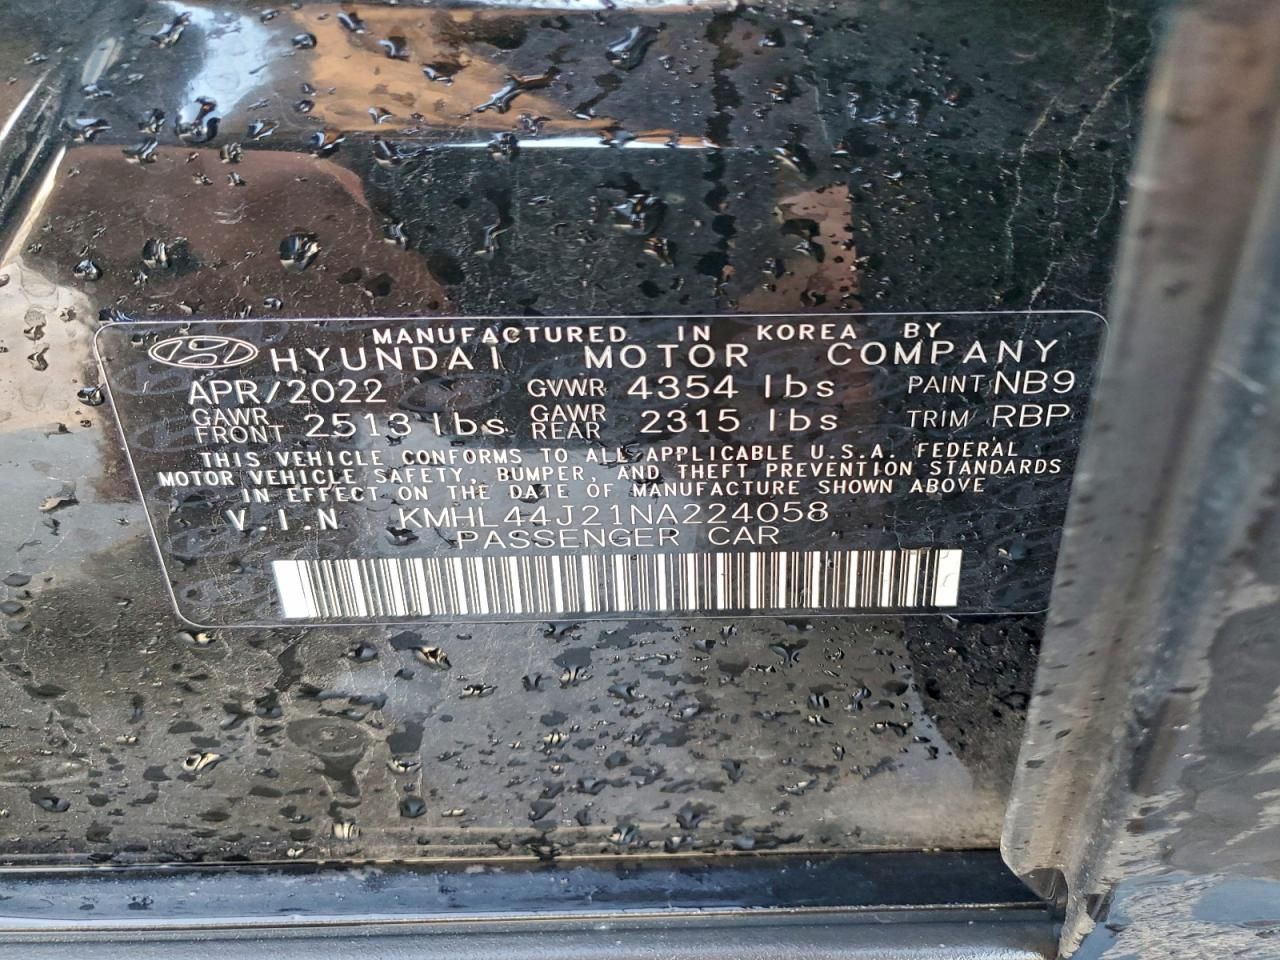 MANUFACTURED IN KOREA BY
HYUNDAI MOTOR COMPANY
APR/2022 GVWR 4354 lbs PAINT NB9
GAWR FRONT 2513 lbs GAWR REAR 2315 lbs TRIM RBP
THIS VEHICLE CONFORMS TO ALL APPLICABLE U.S.A. FEDERAL
MOTOR VEHICLE SAFETY, BUMPER, AND THEFT PREVENTION STANDARDS
IN EFFECT ON THE DATE OF MANUFACTURE SHOWN ABOVE
V.I.N KMHL44J21NA224058
PASSENGER CAR